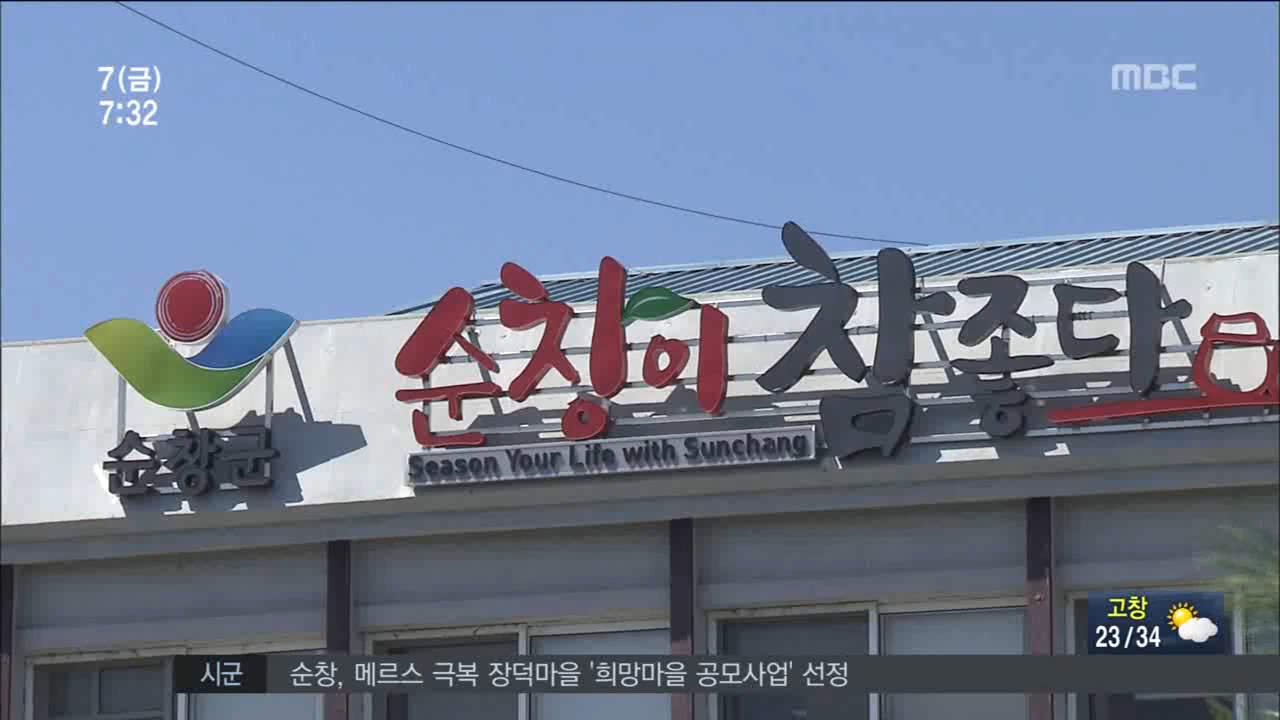 7(금)
7:32
MBC
순창군
순창이 참좋다
Season Your Life with Sunchang
고창
23/34
시군 순창, 메르스 극복 장덕마을 '희망마을 공모사업' 선정